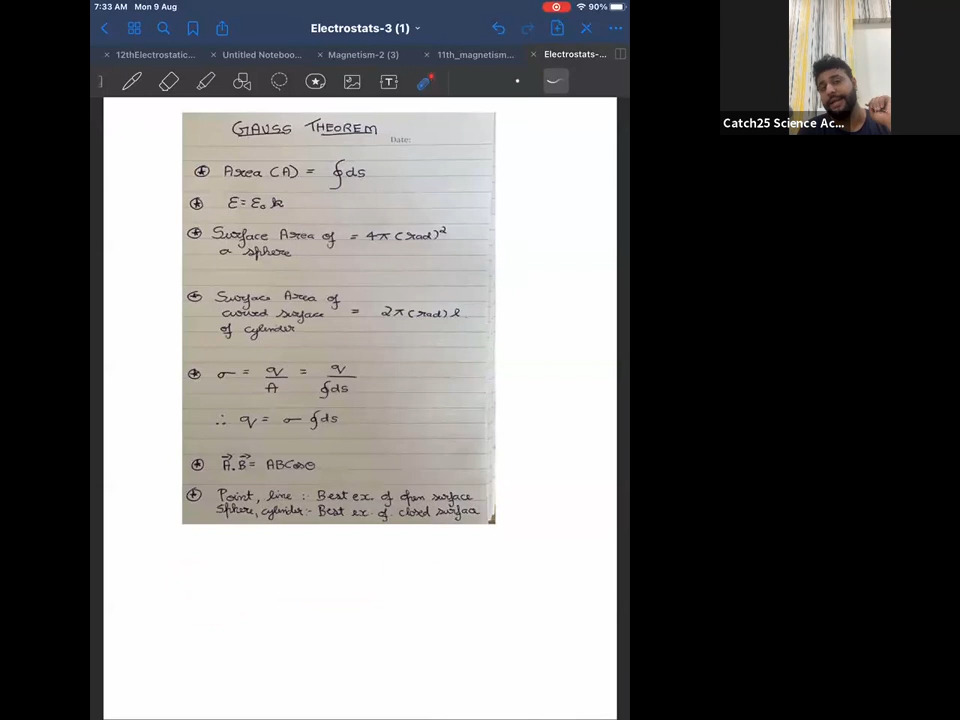 7:33 AM Mon 9 Aug
90%
Electrostats-3 (1)
12thElectrostatic...
Untitled Noteboo...
Magnetism-2 (3)
11th_magnetism...
Electrostats-...
Catch25 Science Ac...
GAUSS THEOREM
Date:
Area (A) = ∮ds
ε = ε₀ k
Surface Area of = 4π (rad)²
a sphere
Surface Area of
curved surface = 2π (rad) l
of cylinder
σ = q/A = q/∮ds
∴ q = σ ∮ds
A⃗.B⃗ = ABCosθ
Point, line :- Best ex. of open surface
Sphere, cylinder :- Best ex. of closed surfac